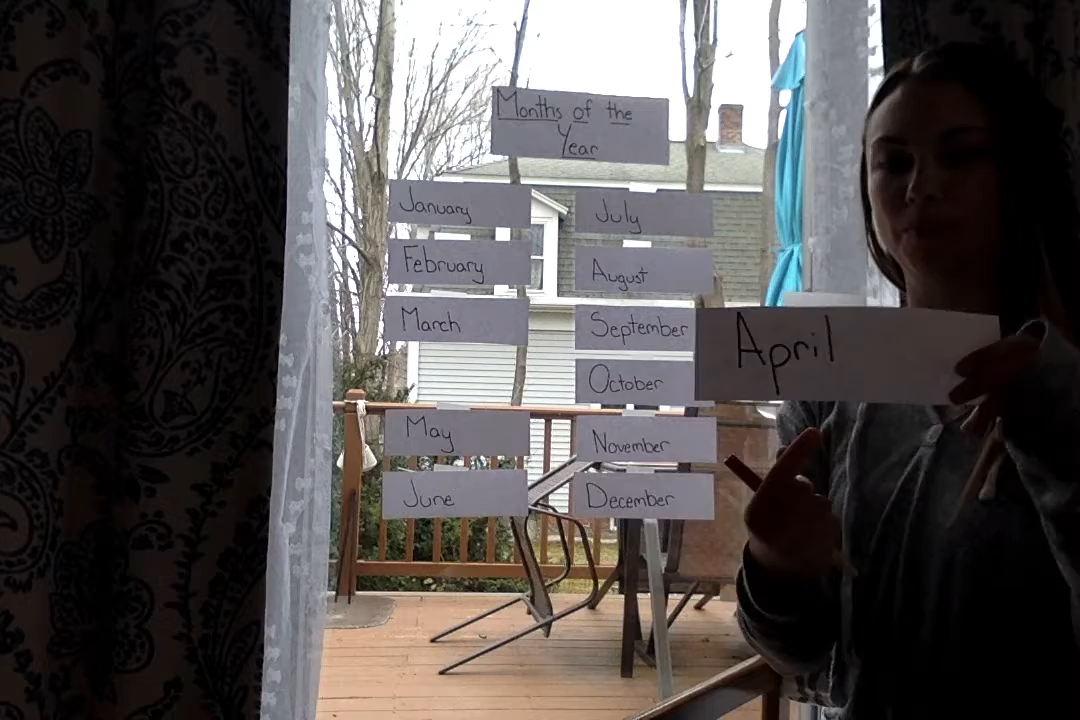 Months of the
Year
January
February
March
May
June
July
August
September
October
November
December
April